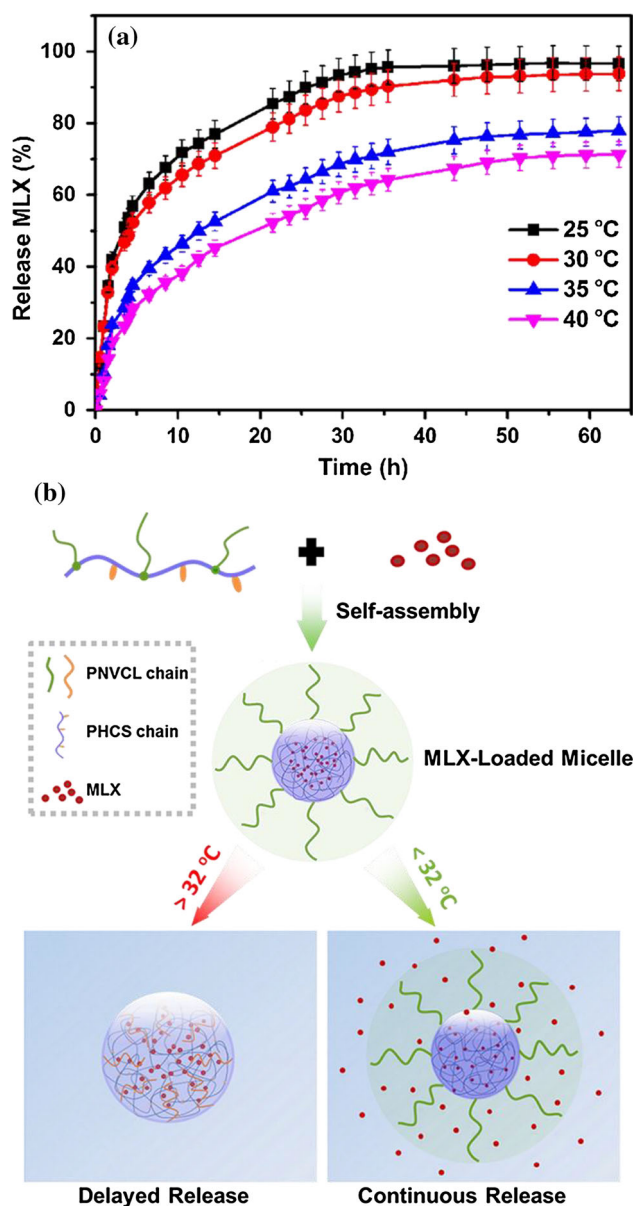 (a)
100
80
60
40
20
0
Release MLX (%)
25 °C
30 °C
35 °C
40 °C
0 10 20 30 40 50 60
Time (h)
(b)
Self-assembly
PNVCL chain
PHCS chain
MLX
MLX-Loaded Micelle
> 32 °C
< 32 °C
Delayed Release
Continuous Release